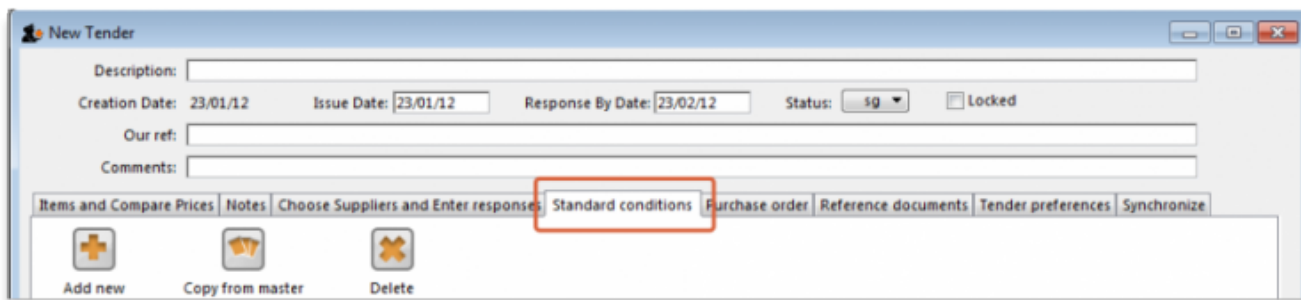 New Tender
Description:
Creation Date: 23/01/12 Issue Date: 23/01/12 Response By Date: 23/02/12 Status: sg Locked
Our ref:
Comments:
Items and Compare Prices Notes Choose Suppliers and Enter responses Standard conditions Purchase order Reference documents Tender preferences Synchronize
Add new Copy from master Delete